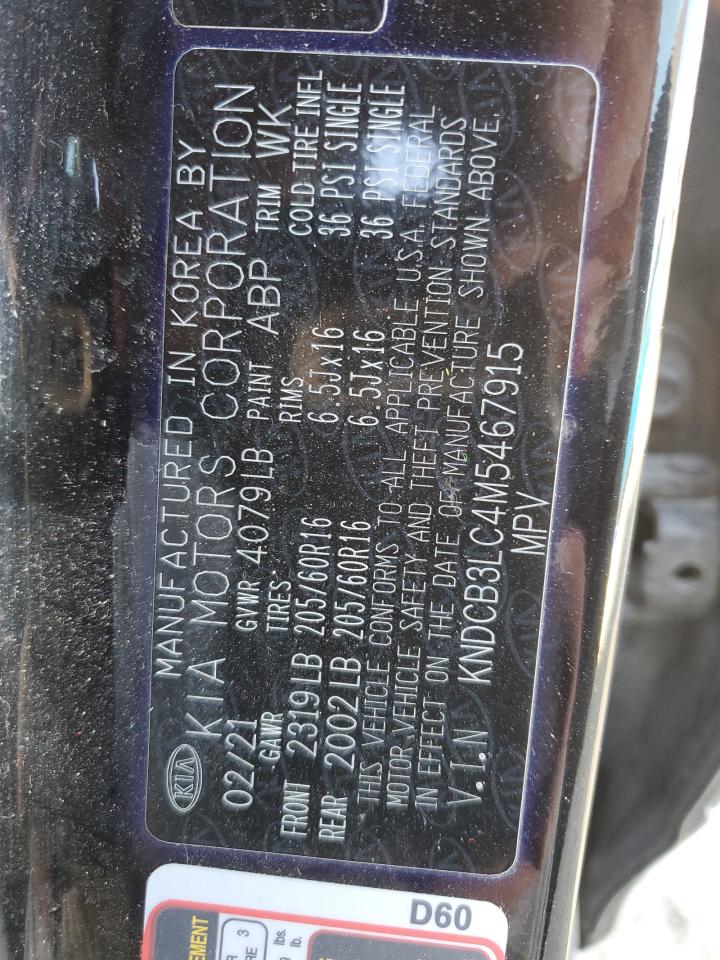 KIA
MANUFACTURED IN KOREA BY
KIA MOTORS CORPORATION
02/21 GVWR 4079LB PAINT ABP TRIM WK
GAWR TIRES RIMS COLD TIRE INFL
FRONT 2319LB 205/60R16 6.5Jx16 36 PSI SINGLE
REAR 2002LB 205/60R16 6.5Jx16 36 PSI SINGLE
THIS VEHICLE CONFORMS TO ALL APPLICABLE U.S.A. FEDERAL
MOTOR VEHICLE SAFETY AND THEFT PREVENTION STANDARDS
IN EFFECT ON THE DATE OF MANUFACTURE SHOWN ABOVE.
V.I.N KNDCB3LC4M5467915
MPV
D60